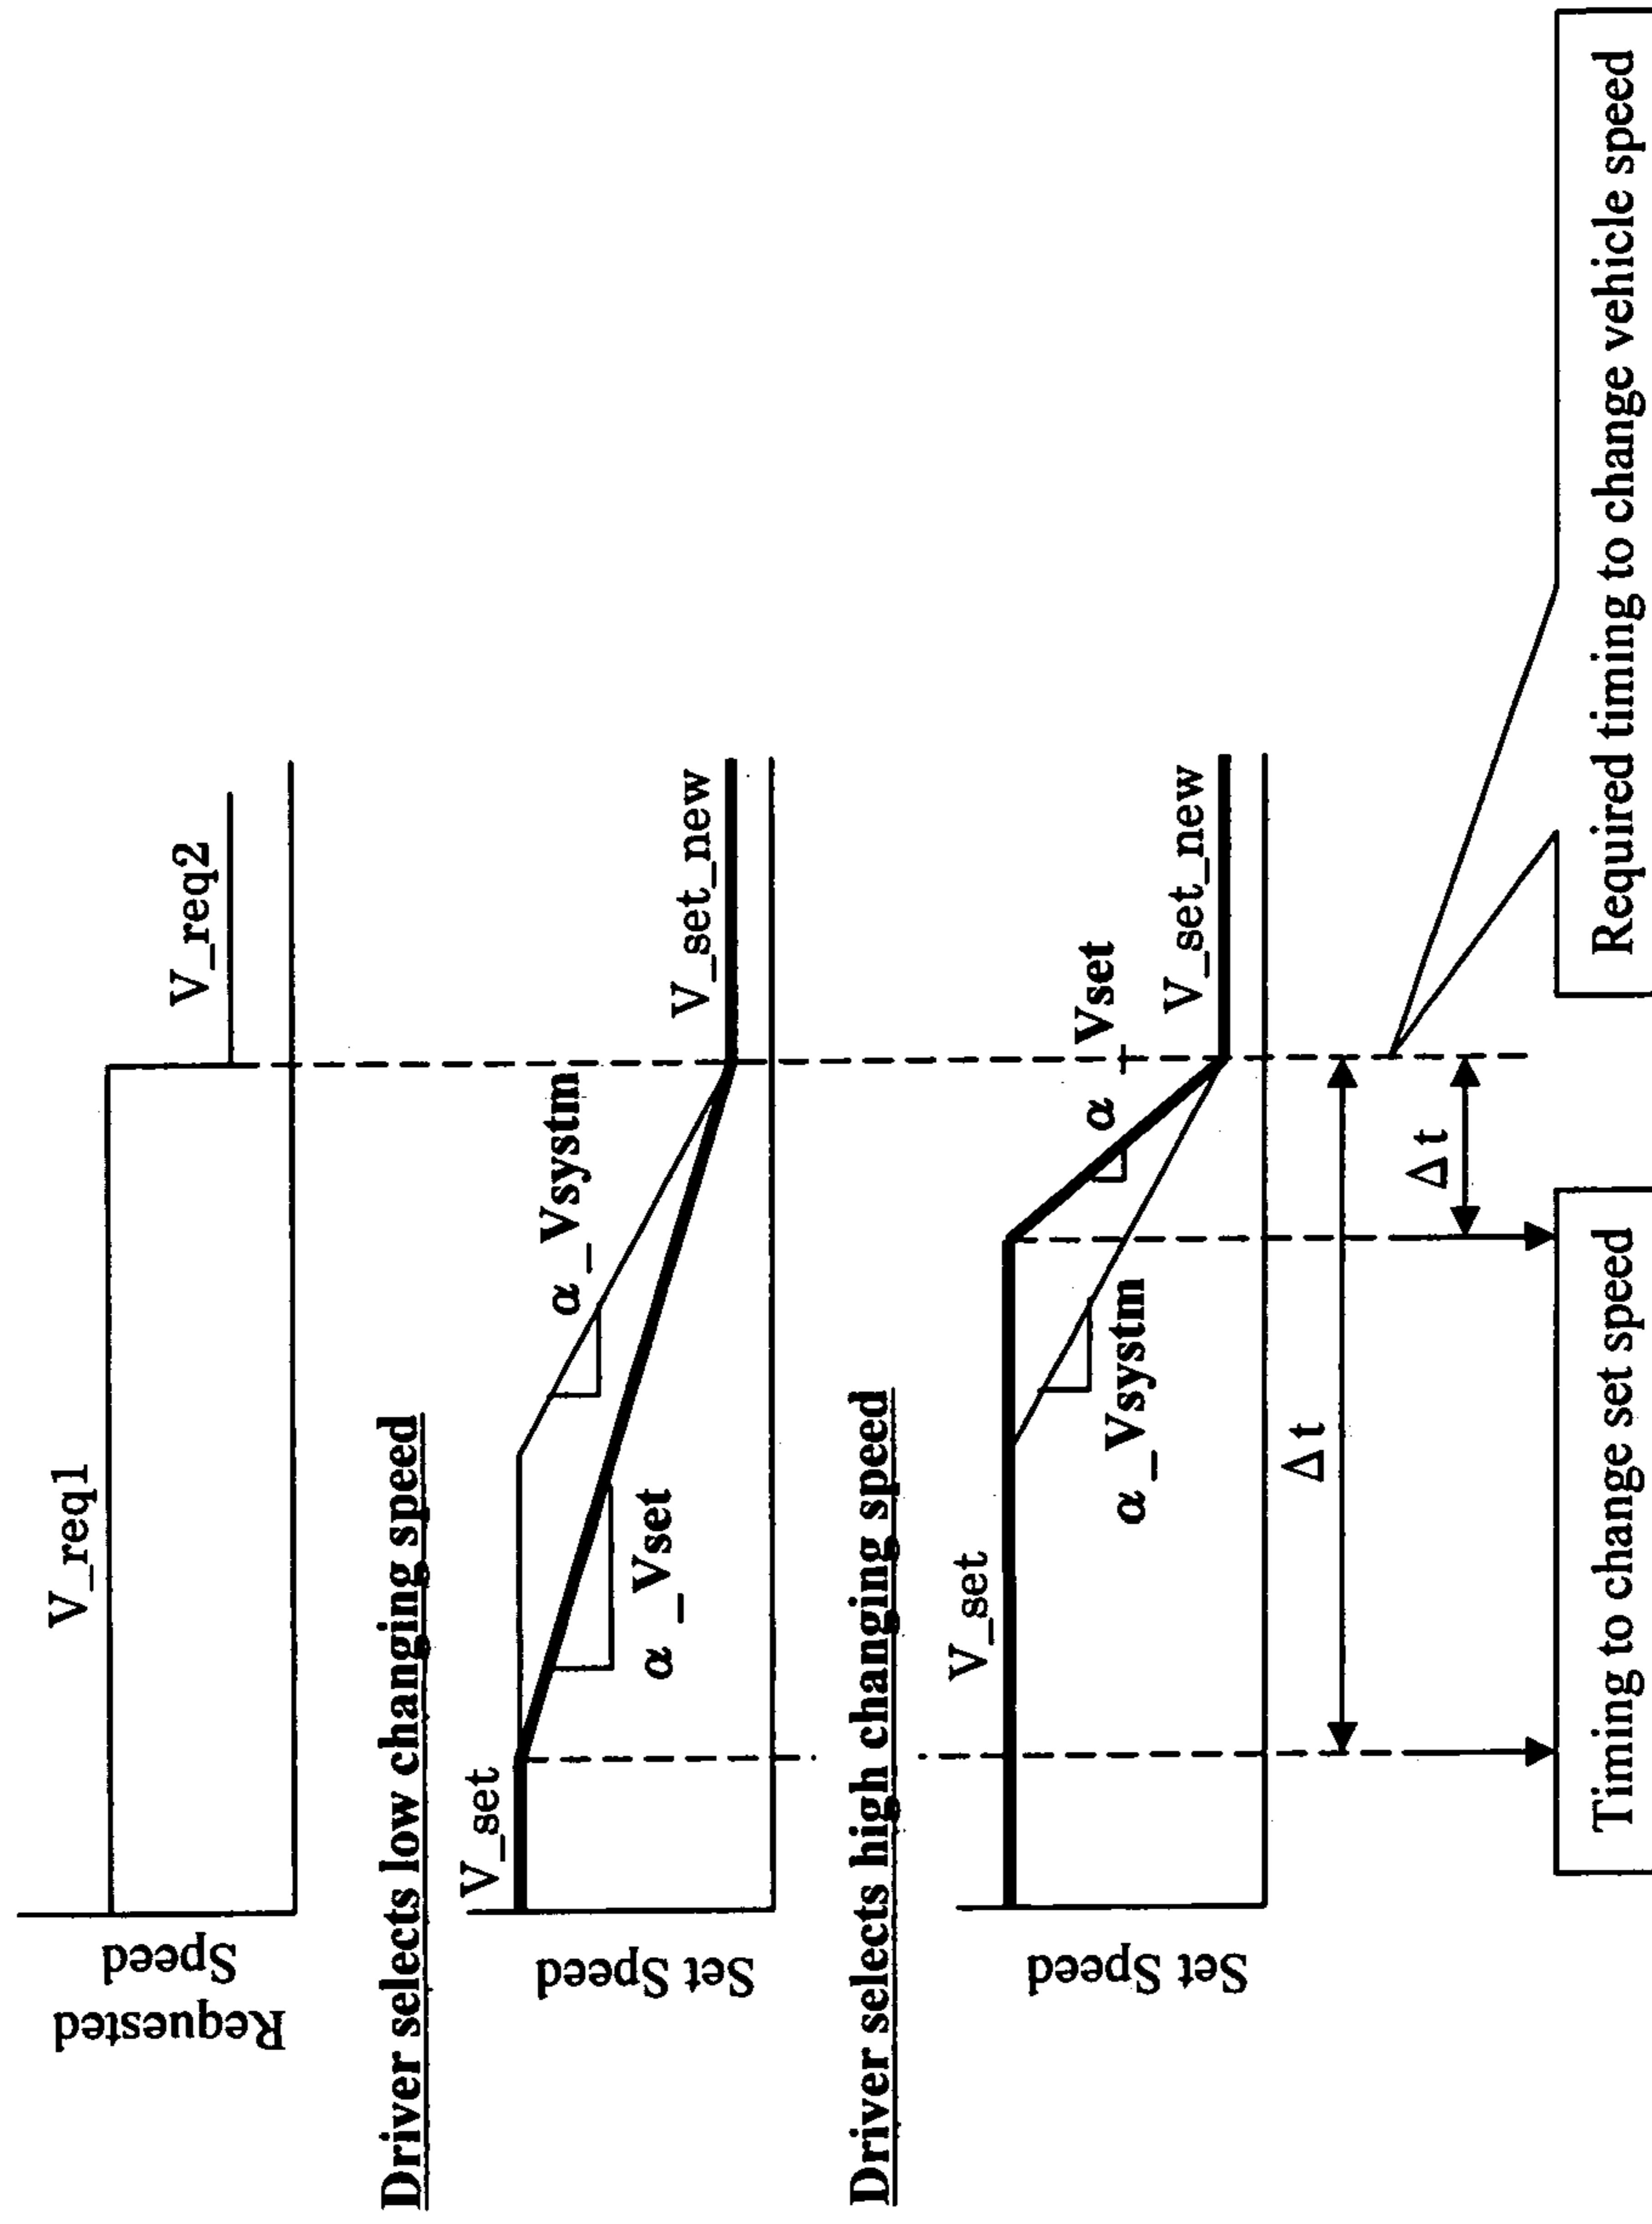 Requested
Speed
V_req1
V_req2
Driver selects low changing speed
Set Speed
V_set
α_Vset
α_Vsystm
V_set_new
Driver selects high changing speed
Set Speed
V_set
α_Vsystm
α_Vset
V_set_new
Δt
Δt
Timing to change set speed
Required timing to change vehicle speed